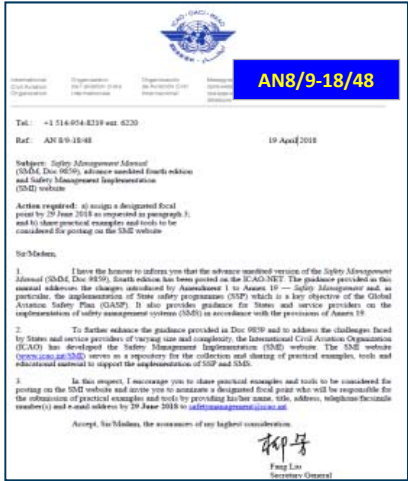 ICAO · OACI · ИКАО
International
Civil Aviation
Organization
Organisation
de l'aviation civile
internationale
Organización
de Aviación Civil
Internacional
AN8/9-18/48
Tel.: +1 514-954-8219 ext. 6220
Ref.: AN 8/9-18/48 19 April 2018
Subject: Safety Management Manual
(SMM, Doc 9859), advance unedited fourth edition
and Safety Management Implementation
(SMI) website
Action required: a) assign a designated focal
point by 29 June 2018 as requested in paragraph 3;
and b) share practical examples and tools to be
considered for posting on the SMI website
Sir/Madam,
1. I have the honour to inform you that the advance unedited version of the Safety Management
Manual (SMM, Doc 9859), fourth edition has been posted on the ICAO-NET. The guidance provided in this
manual addresses the changes introduced by Amendment 1 to Annex 19 — Safety Management and, in
particular, the implementation of State safety programmes (SSP) which is a key objective of the Global
Aviation Safety Plan (GASP). It also provides guidance for States and service providers on the
implementation of safety management systems (SMS) in accordance with the provisions of Annex 19.
2. To further enhance the guidance provided in Doc 9859 and to address the challenges faced
by States and service providers of varying size and complexity, the International Civil Aviation Organization
(ICAO) has developed the Safety Management Implementation (SMI) website. The SMI website
(www.icao.int/SMI) serves as a repository for the collection and sharing of practical examples, tools and
educational material to support the implementation of SSP and SMS.
3. In this respect, I encourage you to share practical examples and tools to be considered for
posting on the SMI website and invite you to nominate a designated focal point who will be responsible for
the submission of practical examples and tools by providing his/her name, title, address, telephone/facsimile
number(s) and e-mail address by 29 June 2018 to safetymanagement@icao.int.
Accept, Sir/Madam, the assurances of my highest consideration.
Fang Liu
Secretary General